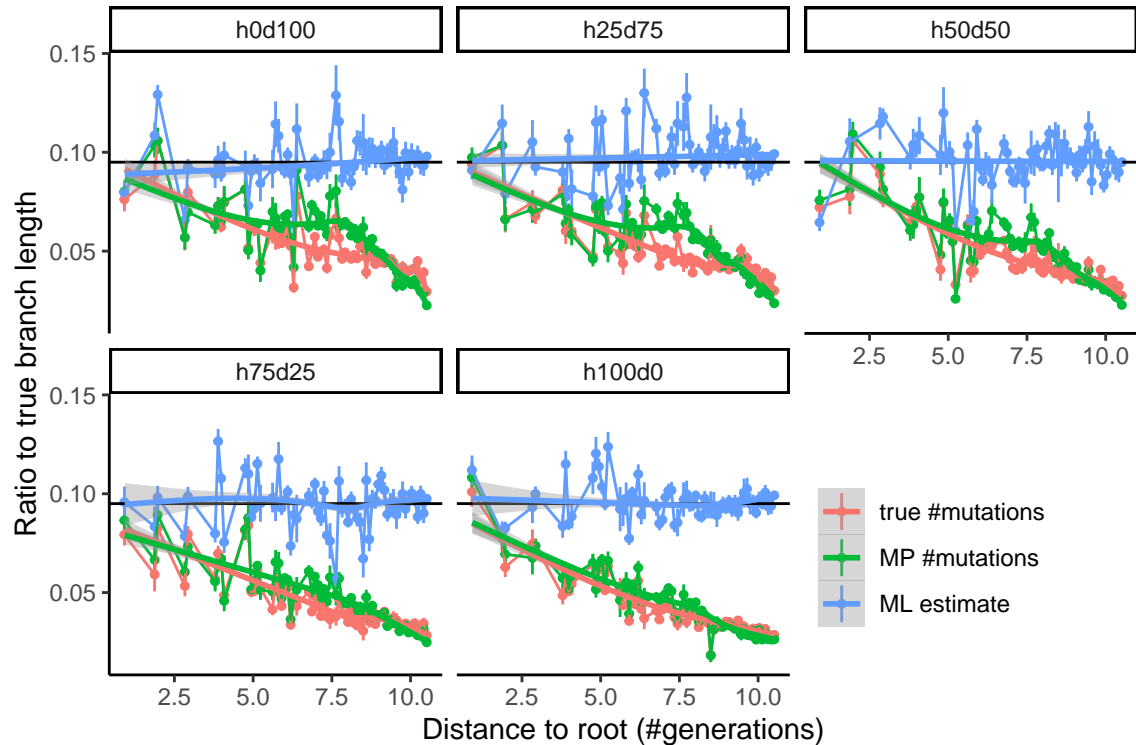 h0d100 h25d75 h50d50
0.15
0.10
0.05
2.5 5.0 7.5 10.0
h75d25 h100d0
0.15
0.10
0.05
2.5 5.0 7.5 10.0 2.5 5.0 7.5 10.0
Ratio to true branch length
Distance to root (#generations)
true #mutations
MP #mutations
ML estimate